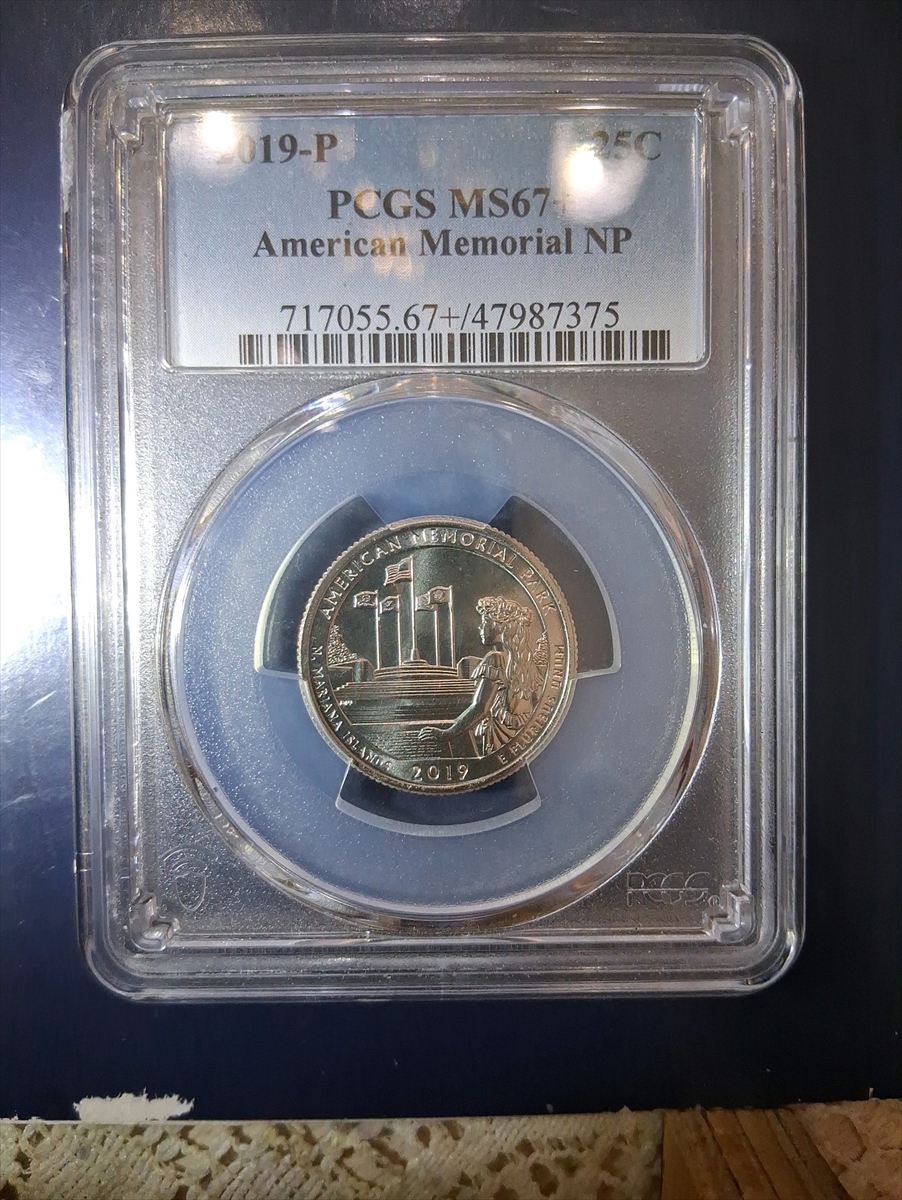 2019-P 25C
PCGS MS67+
American Memorial NP
717055.67+/47987375
AMERICAN MEMORIAL PARK
N. MARIANA ISLANDS
E PLURIBUS UNUM
2019
PCGS